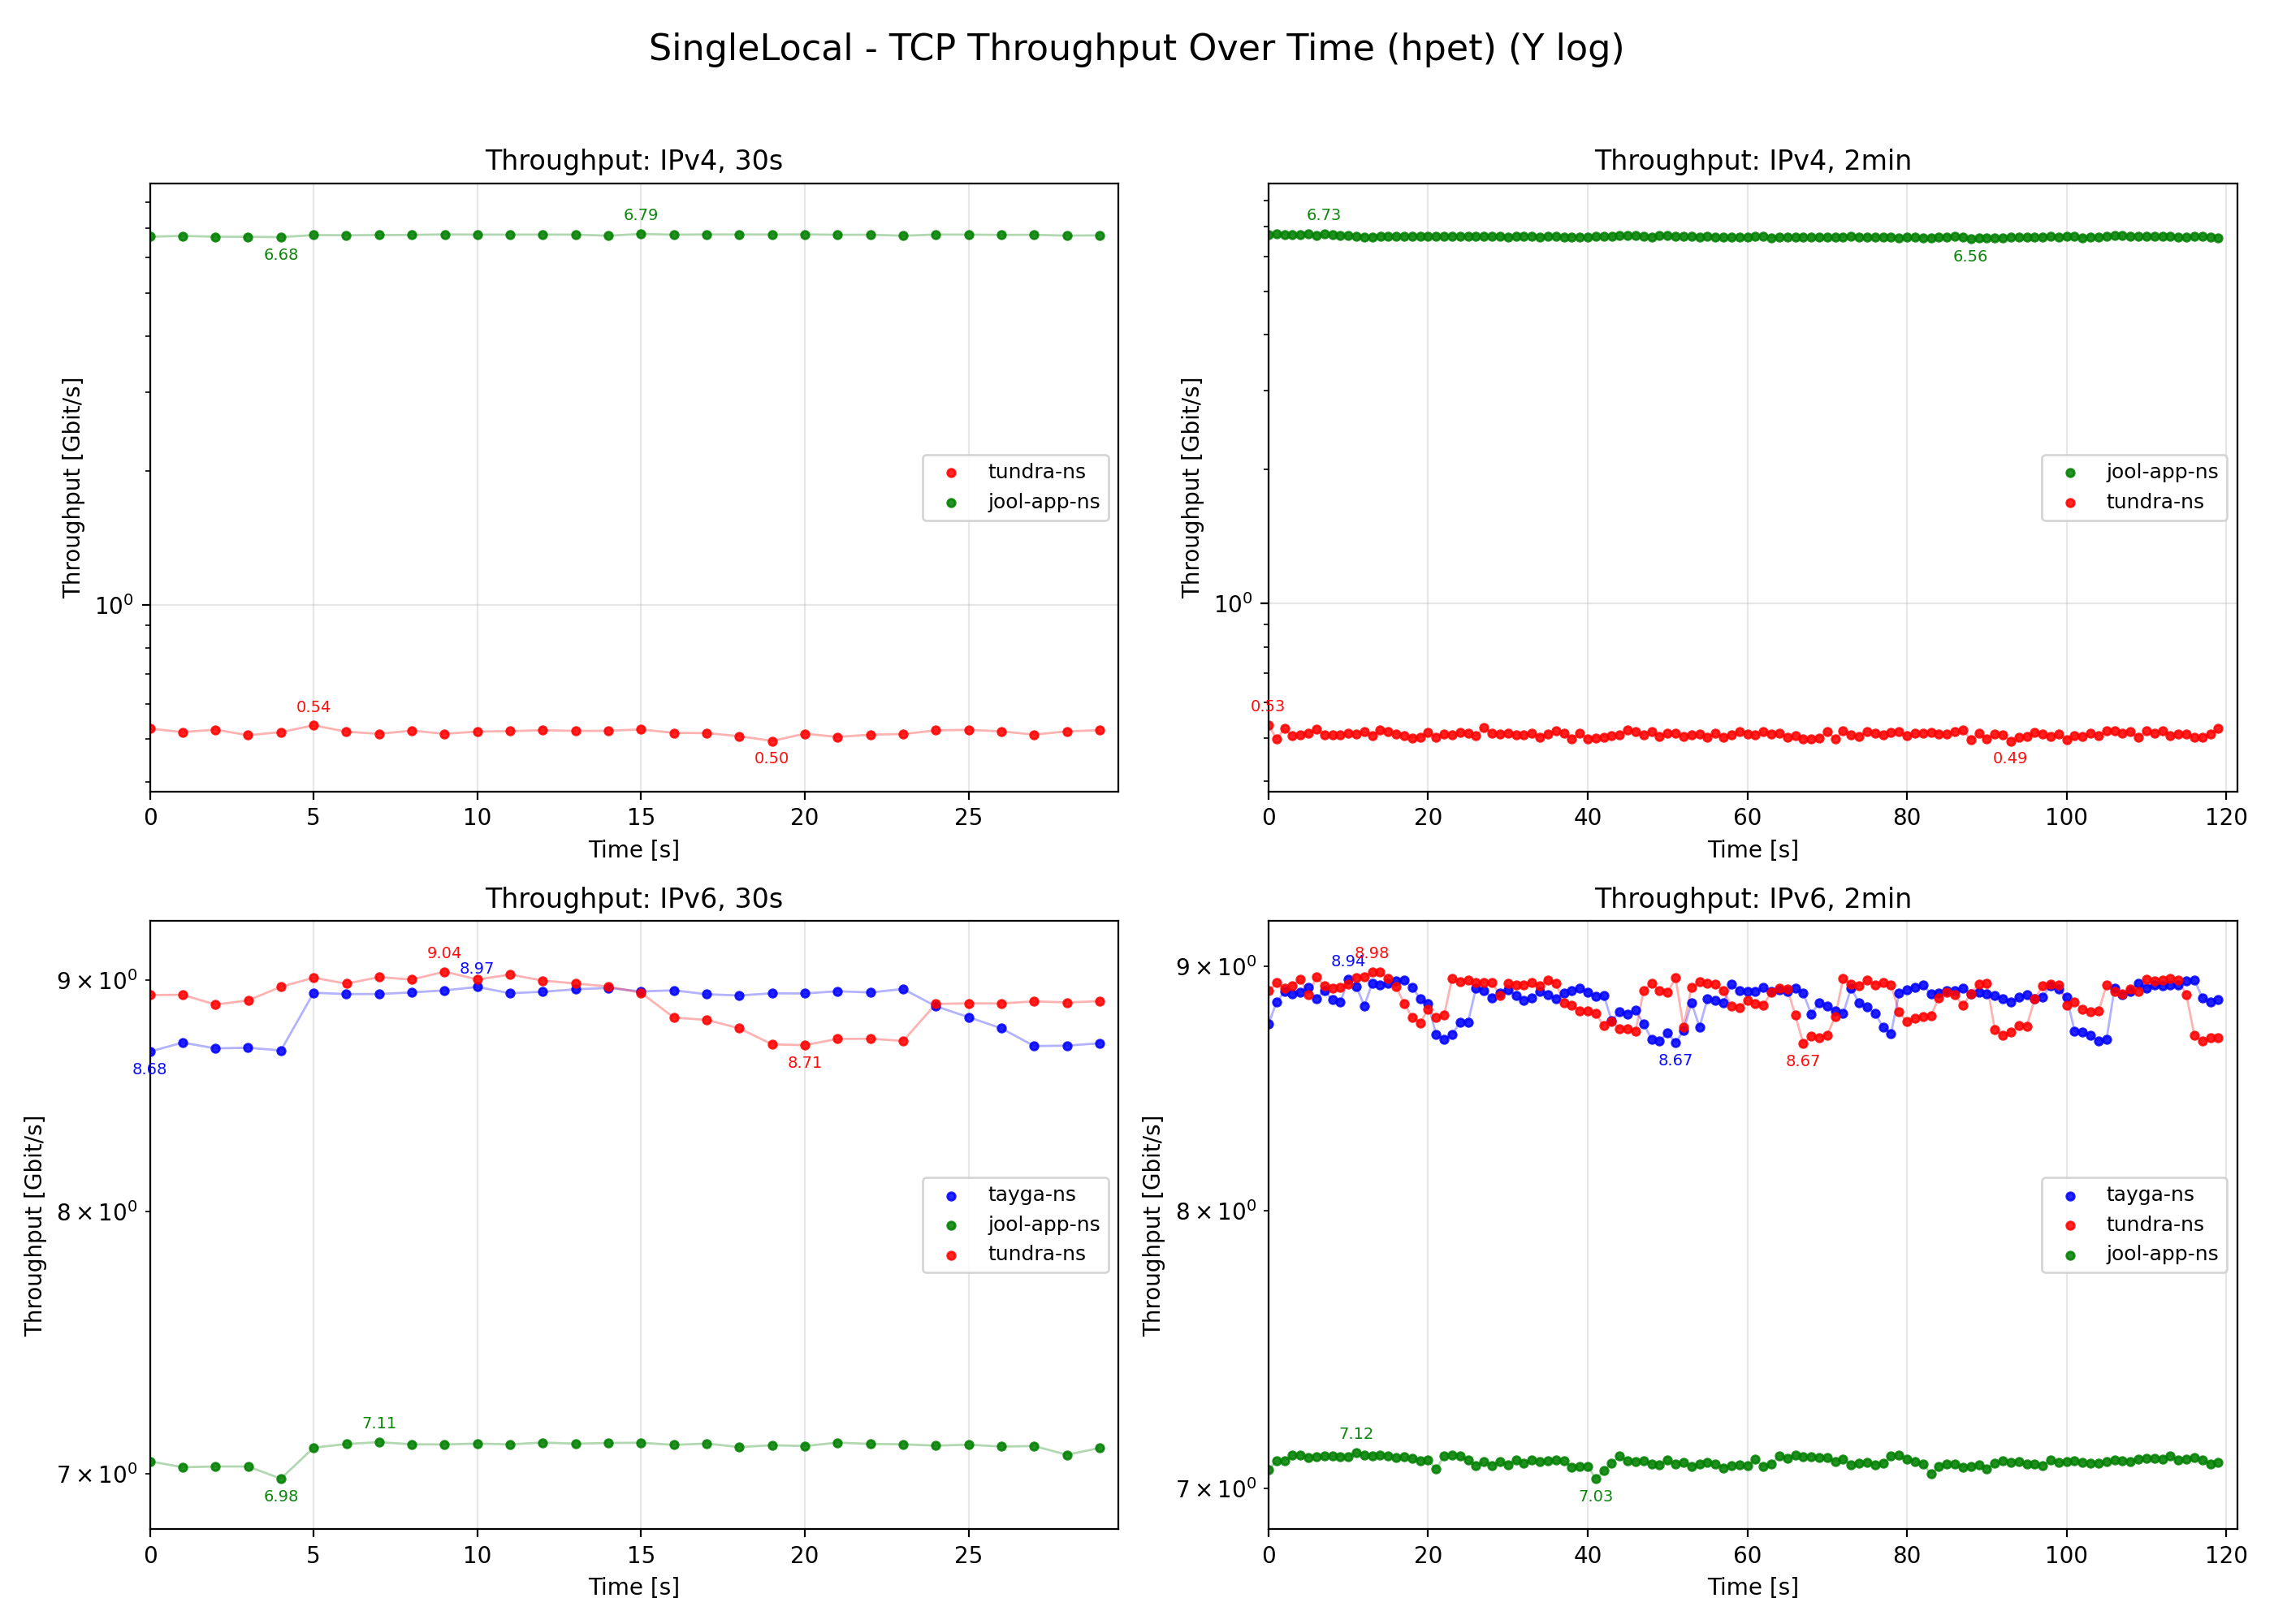 SingleLocal - TCP Throughput Over Time (hpet) (Y log)
Throughput: IPv4, 30s
Throughput [Gbit/s]
10⁰
6.79
6.68
0.54
0.50
tundra-ns
jool-app-ns
0 5 10 15 20 25
Time [s]
Throughput: IPv4, 2min
Throughput [Gbit/s]
10⁰
6.73
6.56
0.53
0.49
jool-app-ns
tundra-ns
0 20 40 60 80 100 120
Time [s]
Throughput: IPv6, 30s
Throughput [Gbit/s]
9 × 10⁰
8 × 10⁰
7 × 10⁰
9.04
8.97
8.68
8.71
7.11
6.98
tayga-ns
jool-app-ns
tundra-ns
0 5 10 15 20 25
Time [s]
Throughput: IPv6, 2min
Throughput [Gbit/s]
9 × 10⁰
8 × 10⁰
7 × 10⁰
8.98
8.94
8.67
8.67
7.12
7.03
tayga-ns
tundra-ns
jool-app-ns
0 20 40 60 80 100 120
Time [s]